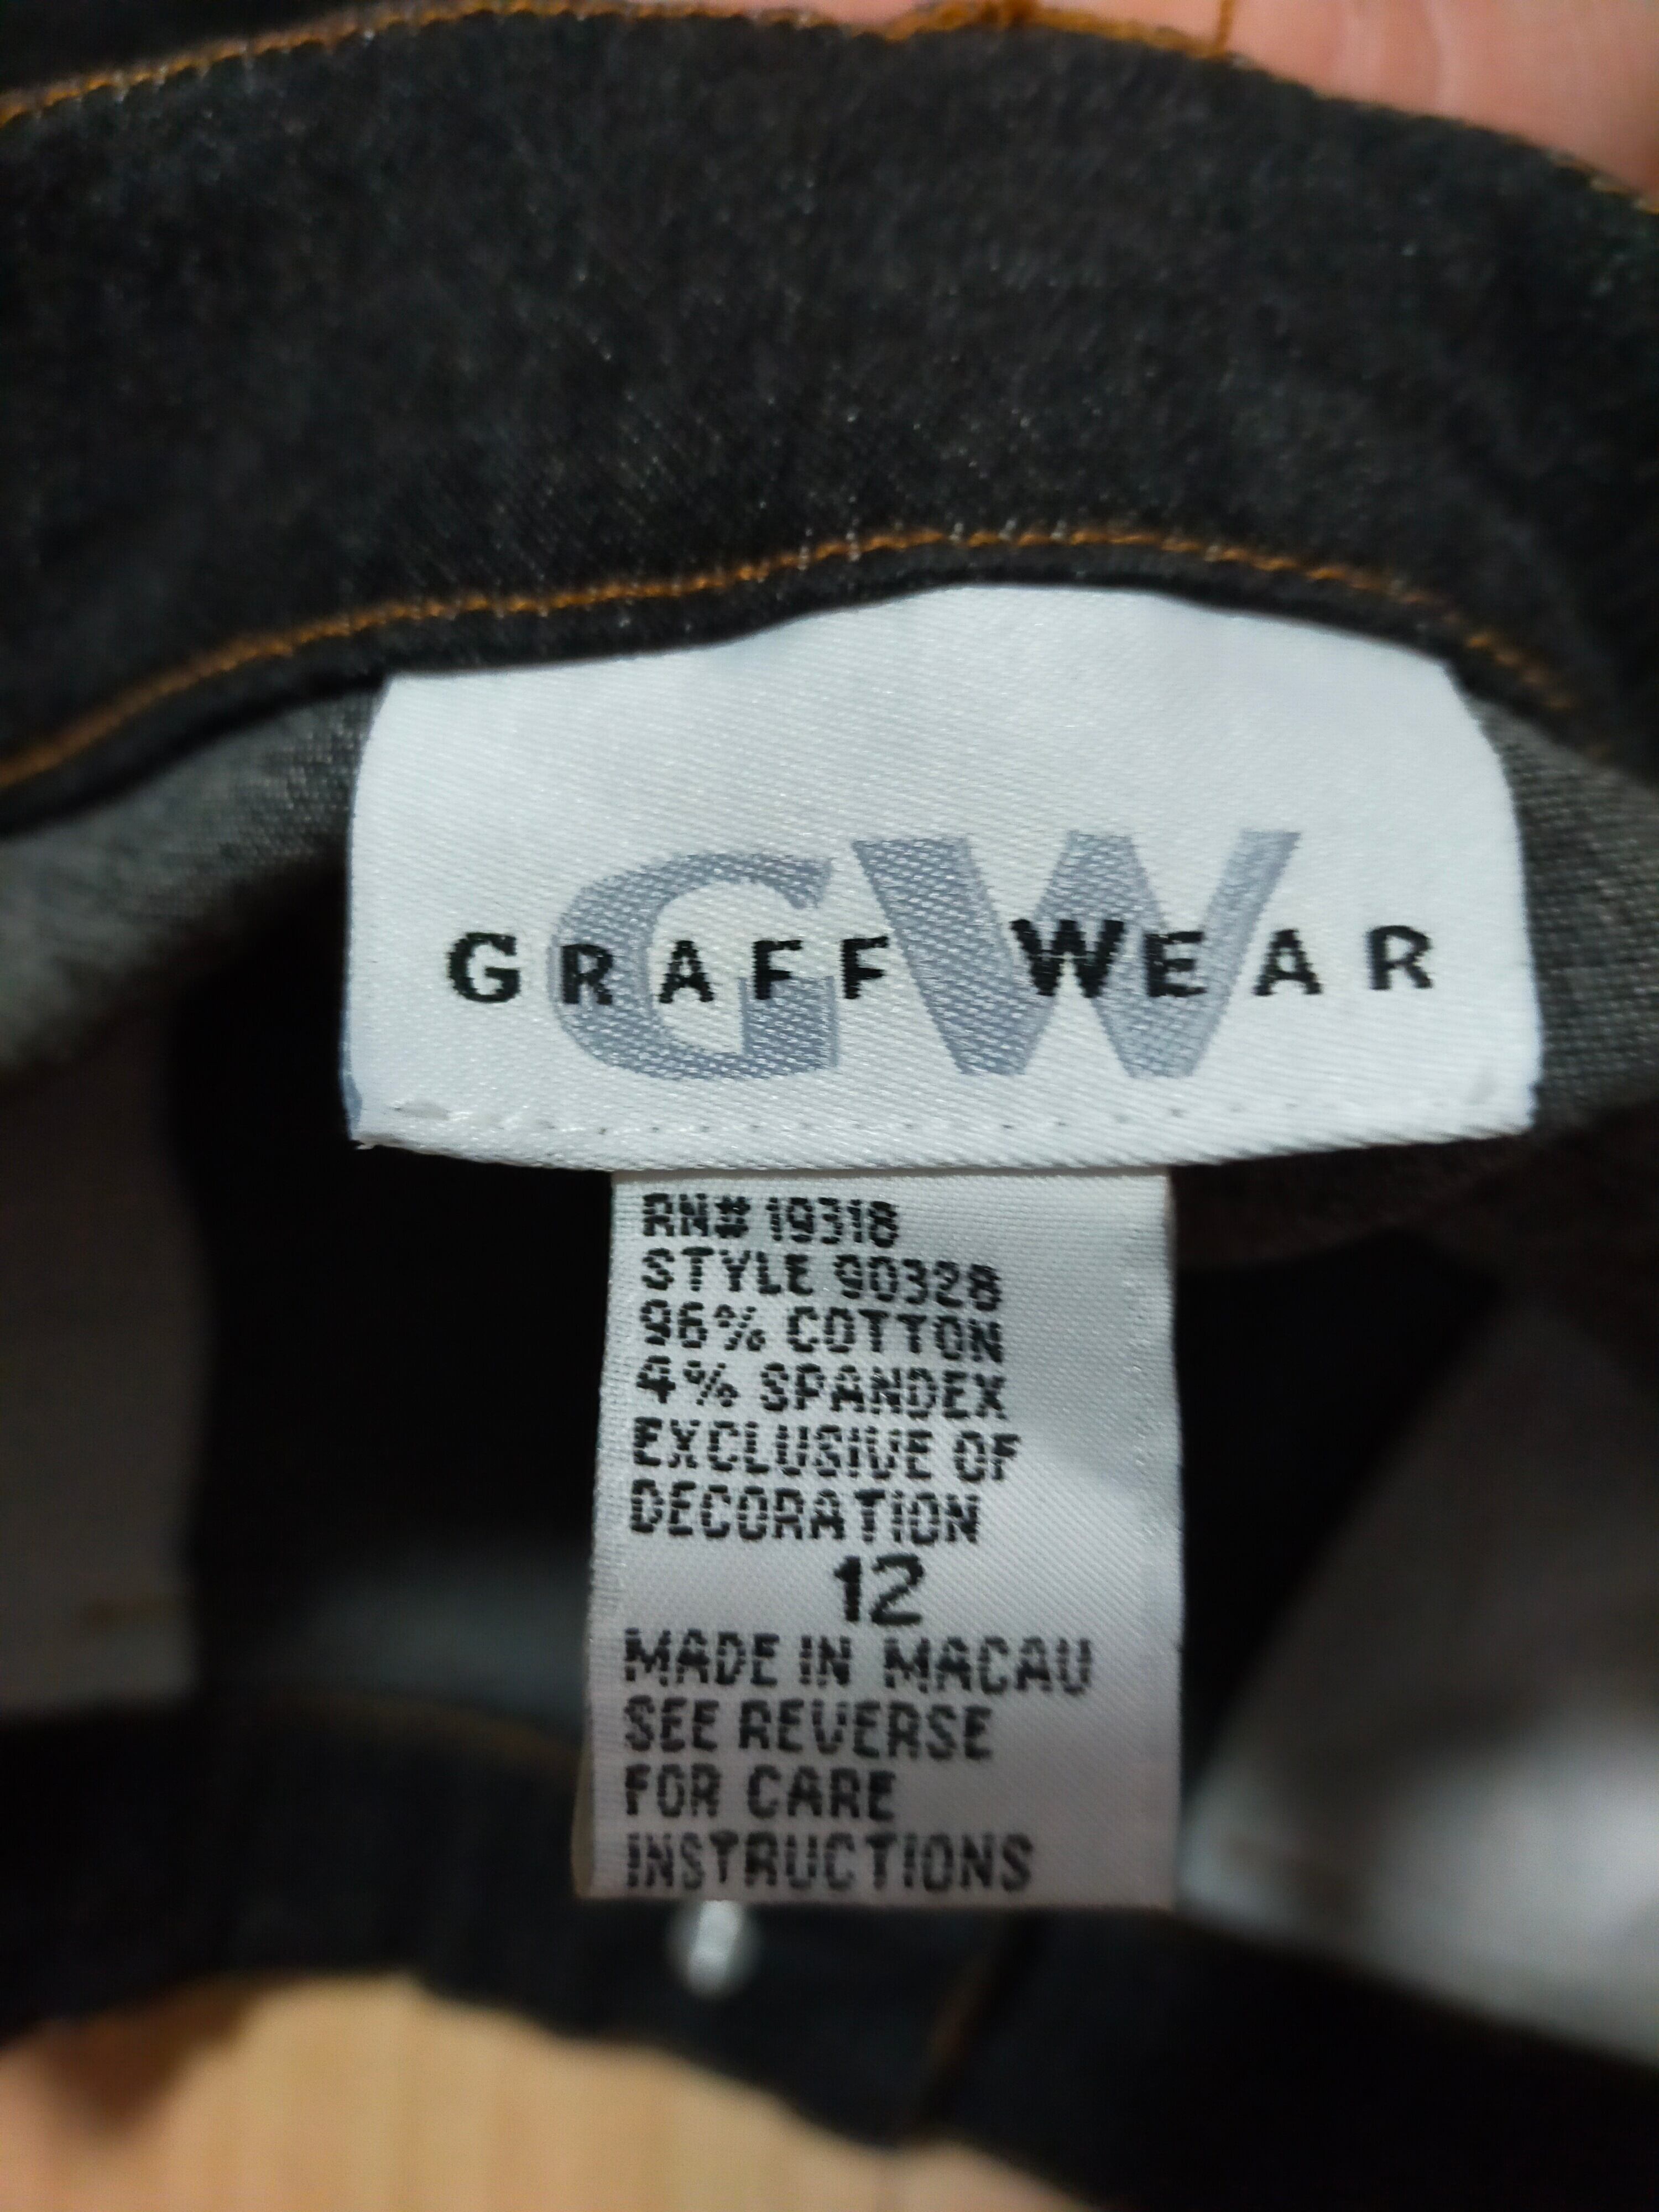 GW
GRAFF WEAR
RN# 19318
STYLE 90328
96% COTTON
4% SPANDEX
EXCLUSIVE OF
DECORATION
12
MADE IN MACAU
SEE REVERSE
FOR CARE
INSTRUCTIONS